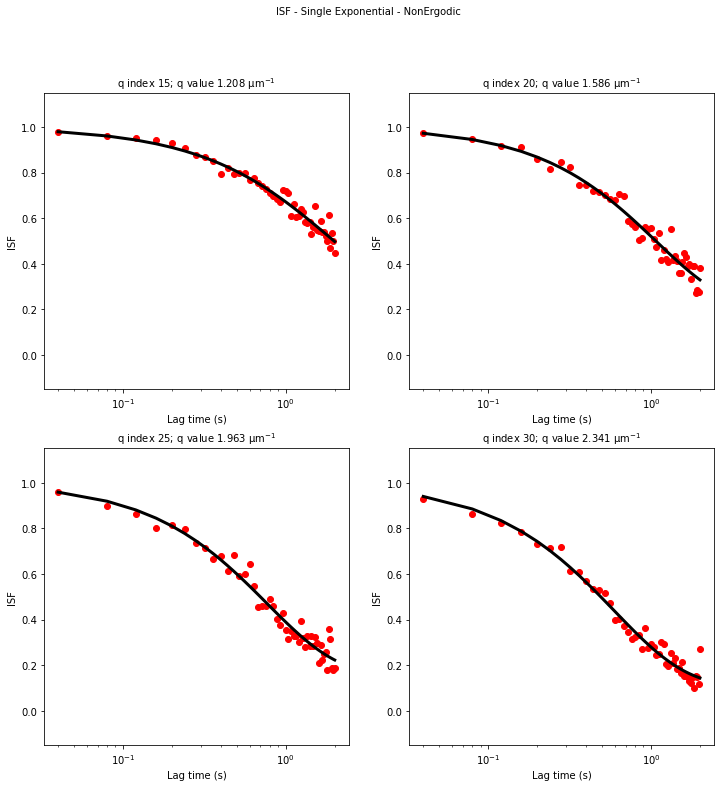 ISF - Single Exponential - NonErgodic
q index 15; q value 1.208 μm⁻¹
q index 20; q value 1.586 μm⁻¹
ISF
1.0
0.8
0.6
0.4
0.2
0.0
10⁻¹
10⁰
Lag time (s)
ISF
1.0
0.8
0.6
0.4
0.2
0.0
10⁻¹
10⁰
Lag time (s)
q index 25; q value 1.963 μm⁻¹
q index 30; q value 2.341 μm⁻¹
ISF
1.0
0.8
0.6
0.4
0.2
0.0
10⁻¹
10⁰
Lag time (s)
ISF
1.0
0.8
0.6
0.4
0.2
0.0
10⁻¹
10⁰
Lag time (s)